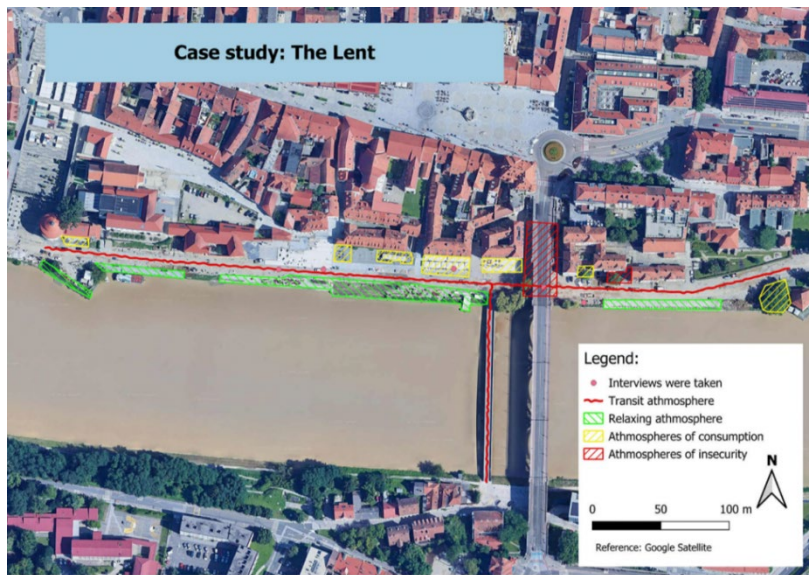 Case study: The Lent
Legend:
Interviews were taken
Transit athmosphere
Relaxing athmosphere
Athmospheres of consumption
Athmospheres of insecurity
N
0 50 100 m
Reference: Google Satellite